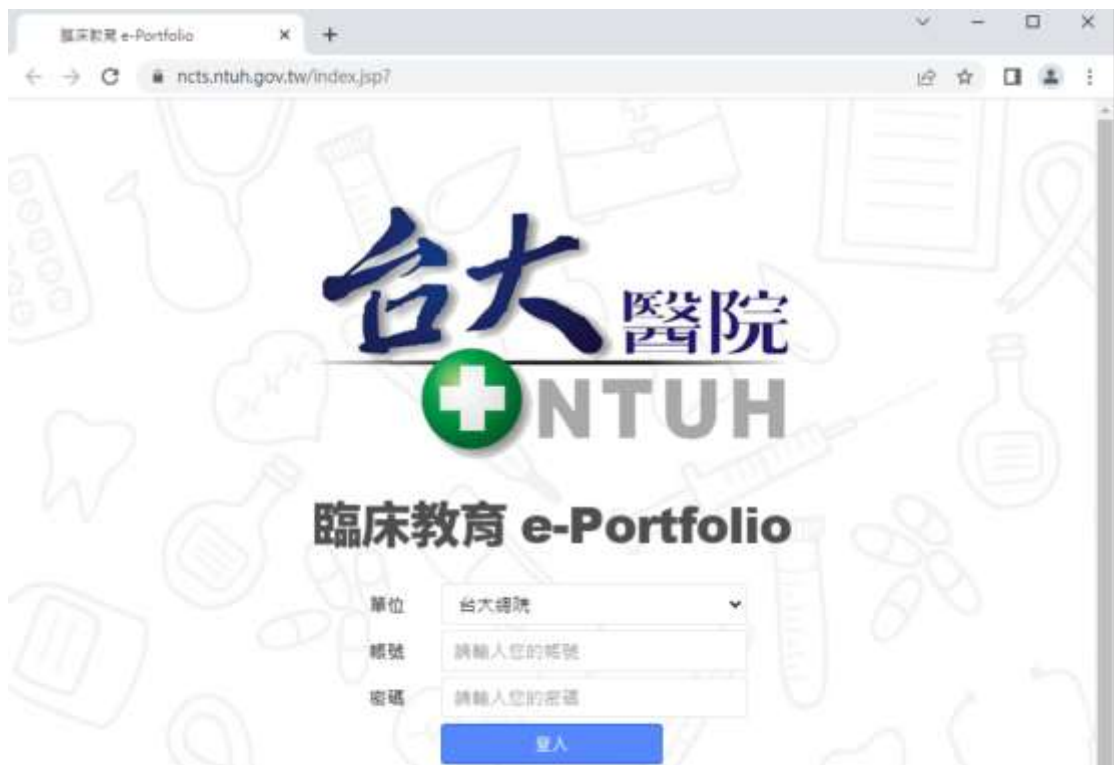 臨床教育 e-Portfolio
ncts.ntuh.gov.tw/index.jsp?
台大醫院
NTUH
臨床教育 e-Portfolio
單位 台大總院
帳號 請輸入您的帳號
密碼 請輸入您的密碼
登入